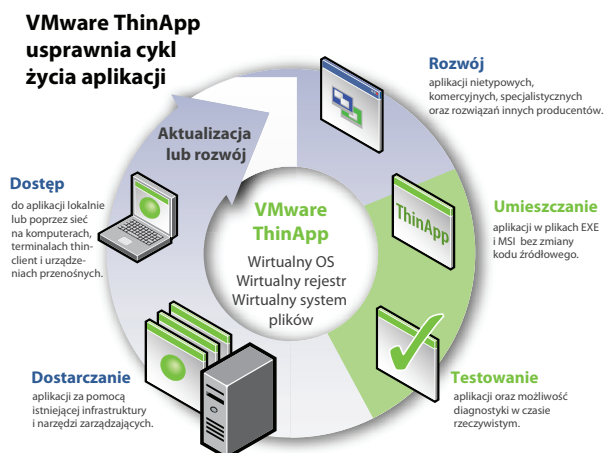 VMware ThinApp
usprawnia cykl
życia aplikacji
Rozwój
aplikacji nietypowych,
komercyjnych, specjalistycznych
oraz rozwiązań innych producentów.
Aktualizacja
lub rozwój
Dostęp
do aplikacji lokalnie
lub poprzez sieć
na komputerach,
terminalach thin-
client i urządze-
niach przenośnych.
VMware
ThinApp
Wirtualny OS
Wirtualny rejestr
Wirtualny system
plików
ThinApp
Umieszczanie
aplikacji w plikach EXE
i MSI bez zmiany
kodu źródłowego.
Dostarczanie
aplikacji za pomocą
istniejącej infrastruktury
i narzędzi zarządzających.
Testowanie
aplikacji oraz możliwość
diagnostyki w czasie
rzeczywistym.